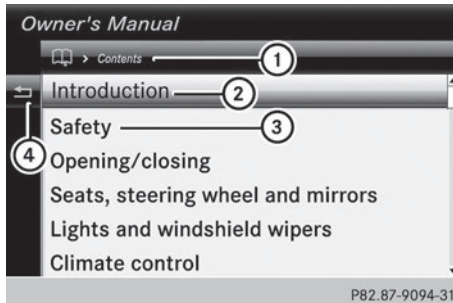 Owner's Manual
> Contents 1
Introduction 2
Safety 3
4
Opening/closing
Seats, steering wheel and mirrors
Lights and windshield wipers
Climate control
P82.87-9094-31